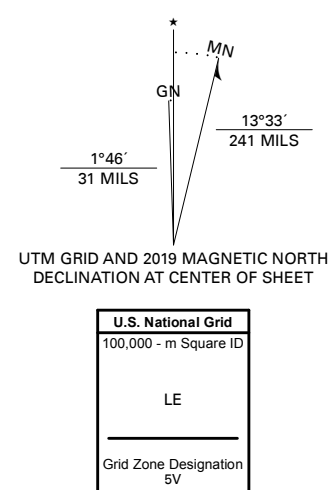 ★
MN
GN
13°33´
241 MILS
1°46´
31 MILS
UTM GRID AND 2019 MAGNETIC NORTH
DECLINATION AT CENTER OF SHEET
U.S. National Grid
100,000 - m Square ID
LE
Grid Zone Designation
5V